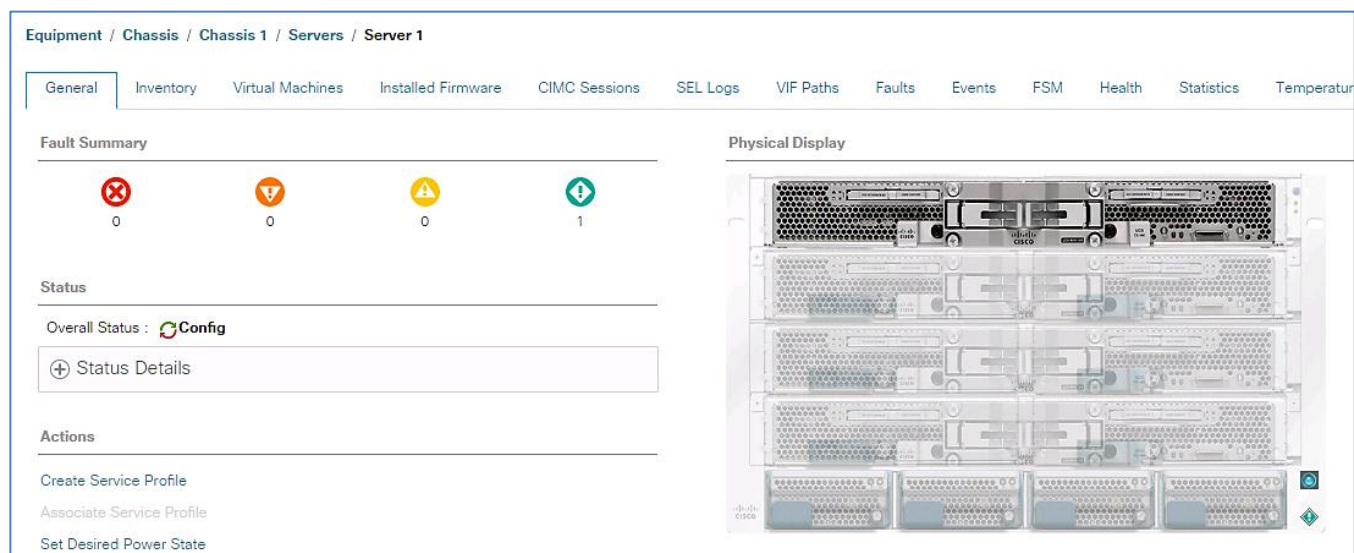 Equipment / Chassis / Chassis 1 / Servers / Server 1
General Inventory Virtual Machines Installed Firmware CIMC Sessions SEL Logs VIF Paths Faults Events FSM Health Statistics Temperatur
Fault Summary
0 0 0 1
Status
Overall Status : Config
Status Details
Actions
Create Service Profile
Associate Service Profile
Set Desired Power State
Physical Display
CISCO
CISCO